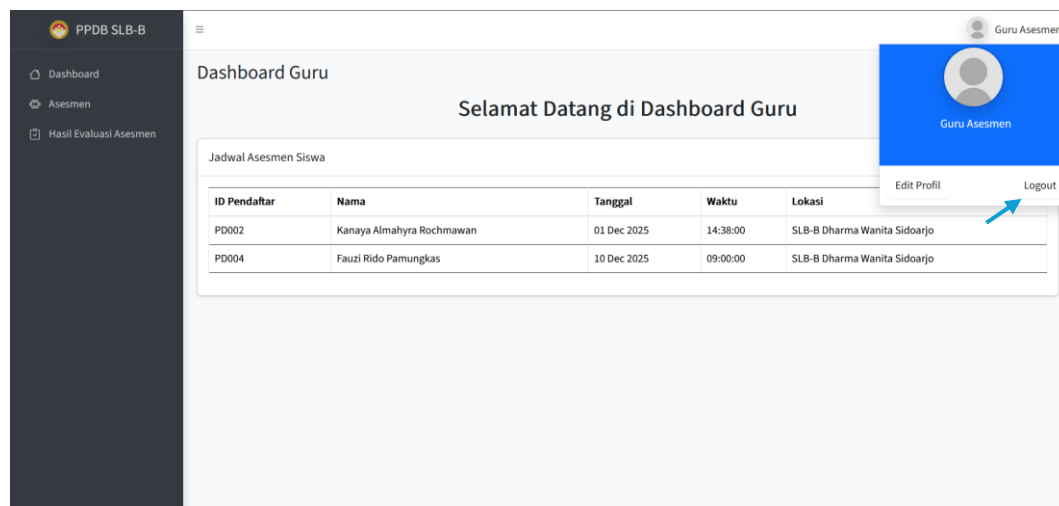 PPDB SLB-B
Guru Asesmen
Dashboard
Asesmen
Hasil Evaluasi Asesmen
Dashboard Guru
Selamat Datang di Dashboard Guru
Guru Asesmen
Edit Profil Logout
Jadwal Asesmen Siswa
ID Pendaftar Nama Tanggal Waktu Lokasi
PD002 Kanaya Almahyra Rochmawan 01 Dec 2025 14:38:00 SLB-B Dharma Wanita Sidoarjo
PD004 Fauzi Rido Pamungkas 10 Dec 2025 09:00:00 SLB-B Dharma Wanita Sidoarjo